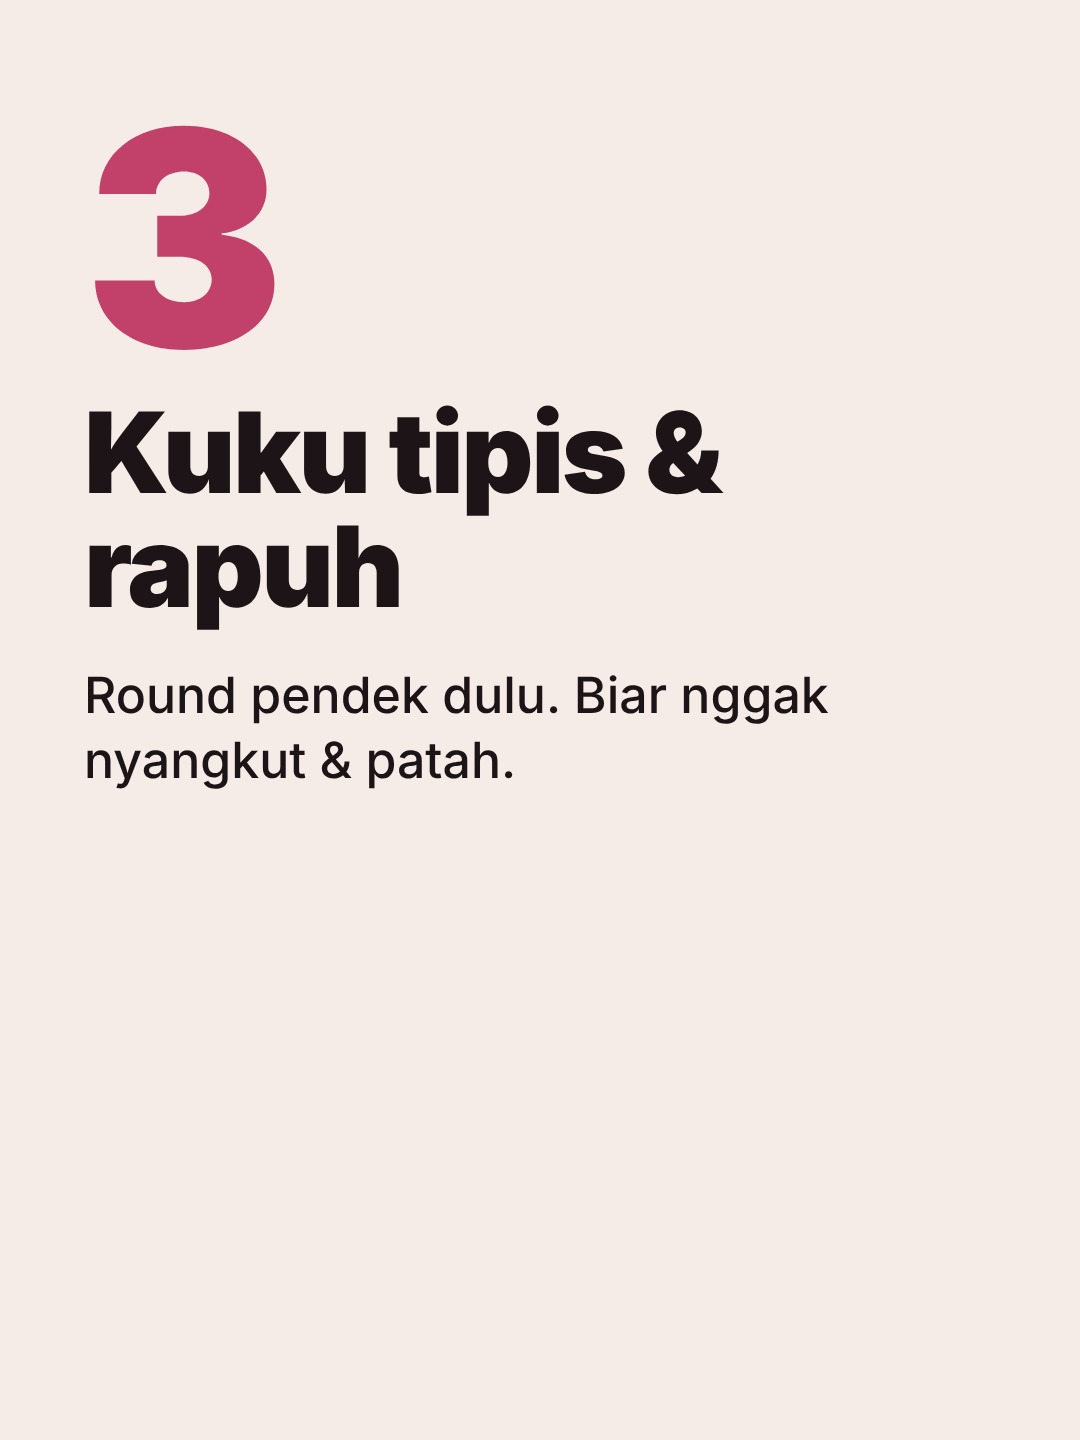 3
Kuku tipis &
rapuh
Round pendek dulu. Biar nggak
nyangkut & patah.